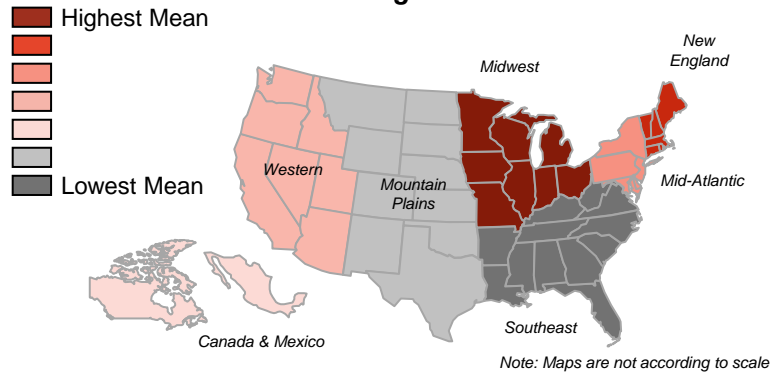 Highest Mean
New
England
Midwest
Western
Mountain
Plains
Mid-Atlantic
Lowest Mean
Southeast
Canada & Mexico
Note: Maps are not according to scale